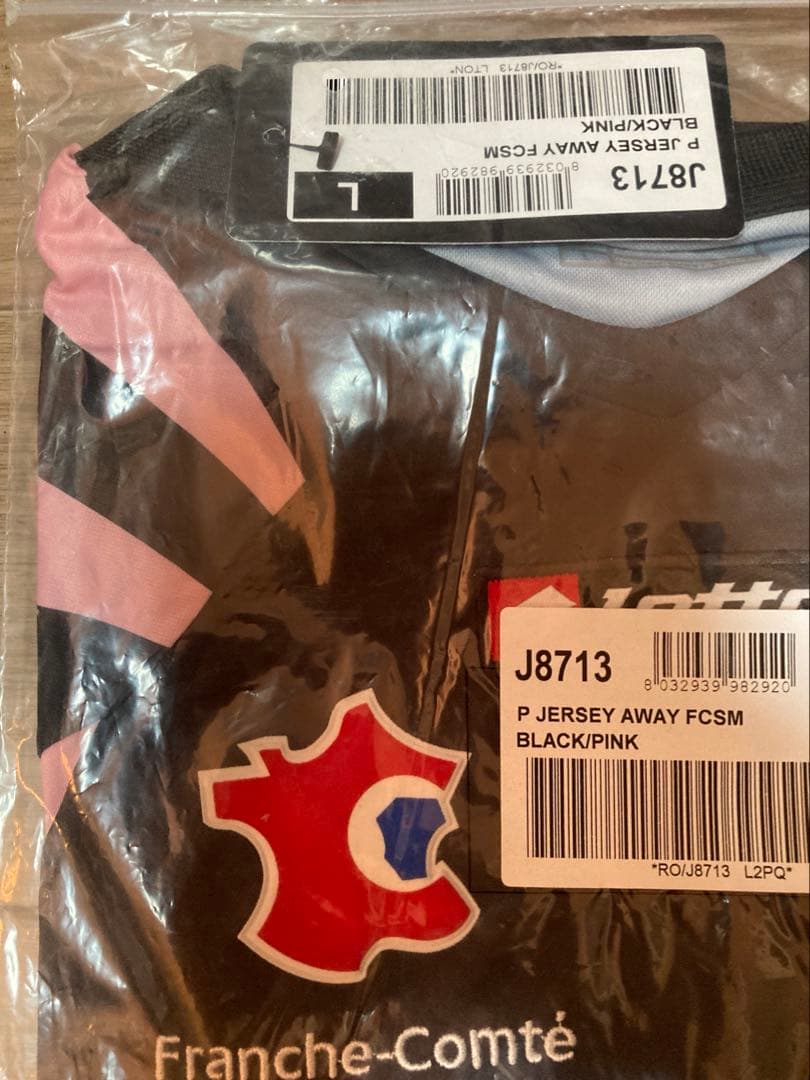 *RO/J8713 LTON*
BLACK/PINK
P JERSEY AWAY FCSM
J8713
8 032939 982920
L
lotto
J8713
8 032939 982920
P JERSEY AWAY FCSM
BLACK/PINK
*RO/J8713 L2PQ*
Franche-Comté